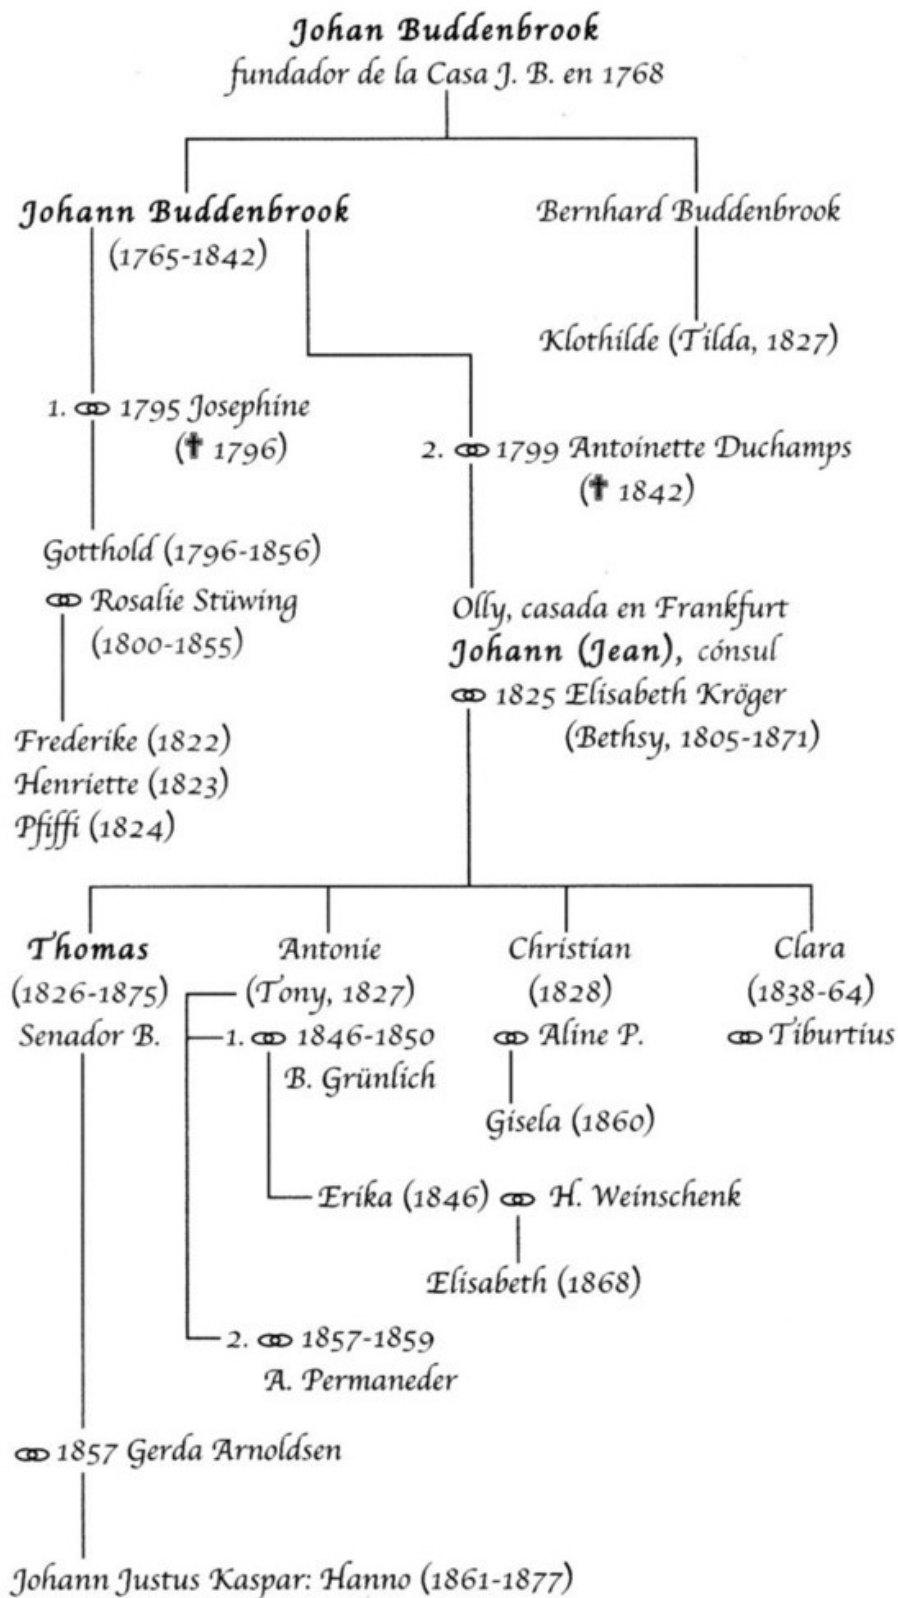 Johan Buddenbrook
fundador de la Casa J. B. en 1768
Johann Buddenbrook
(1765-1842)
Bernhard Buddenbrook
Klothilde (Tilda, 1827)
1. 1795 Josephine
(✝ 1796)
2. 1799 Antoinette Duchamps
(✝ 1842)
Gotthold (1796-1856)
Rosalie Stüwing
(1800-1855)
Frederike (1822)
Henriette (1823)
Pfiffi (1824)
Olly, casada en Frankfurt
Johann (Jean), cónsul
1825 Elisabeth Kröger
(Bethsy, 1805-1871)
Thomas
(1826-1875)
Senador B.
Antonie
(Tony, 1827)
1. 1846-1850
B. Grünlich
Christian
(1828)
Aline P.
Gisela (1860)
Clara
(1838-64)
Tiburtius
Erika (1846) H. Weinschenk
Elisabeth (1868)
2. 1857-1859
A. Permaneder
1857 Gerda Arnoldsen
Johann Justus Kaspar: Hanno (1861-1877)